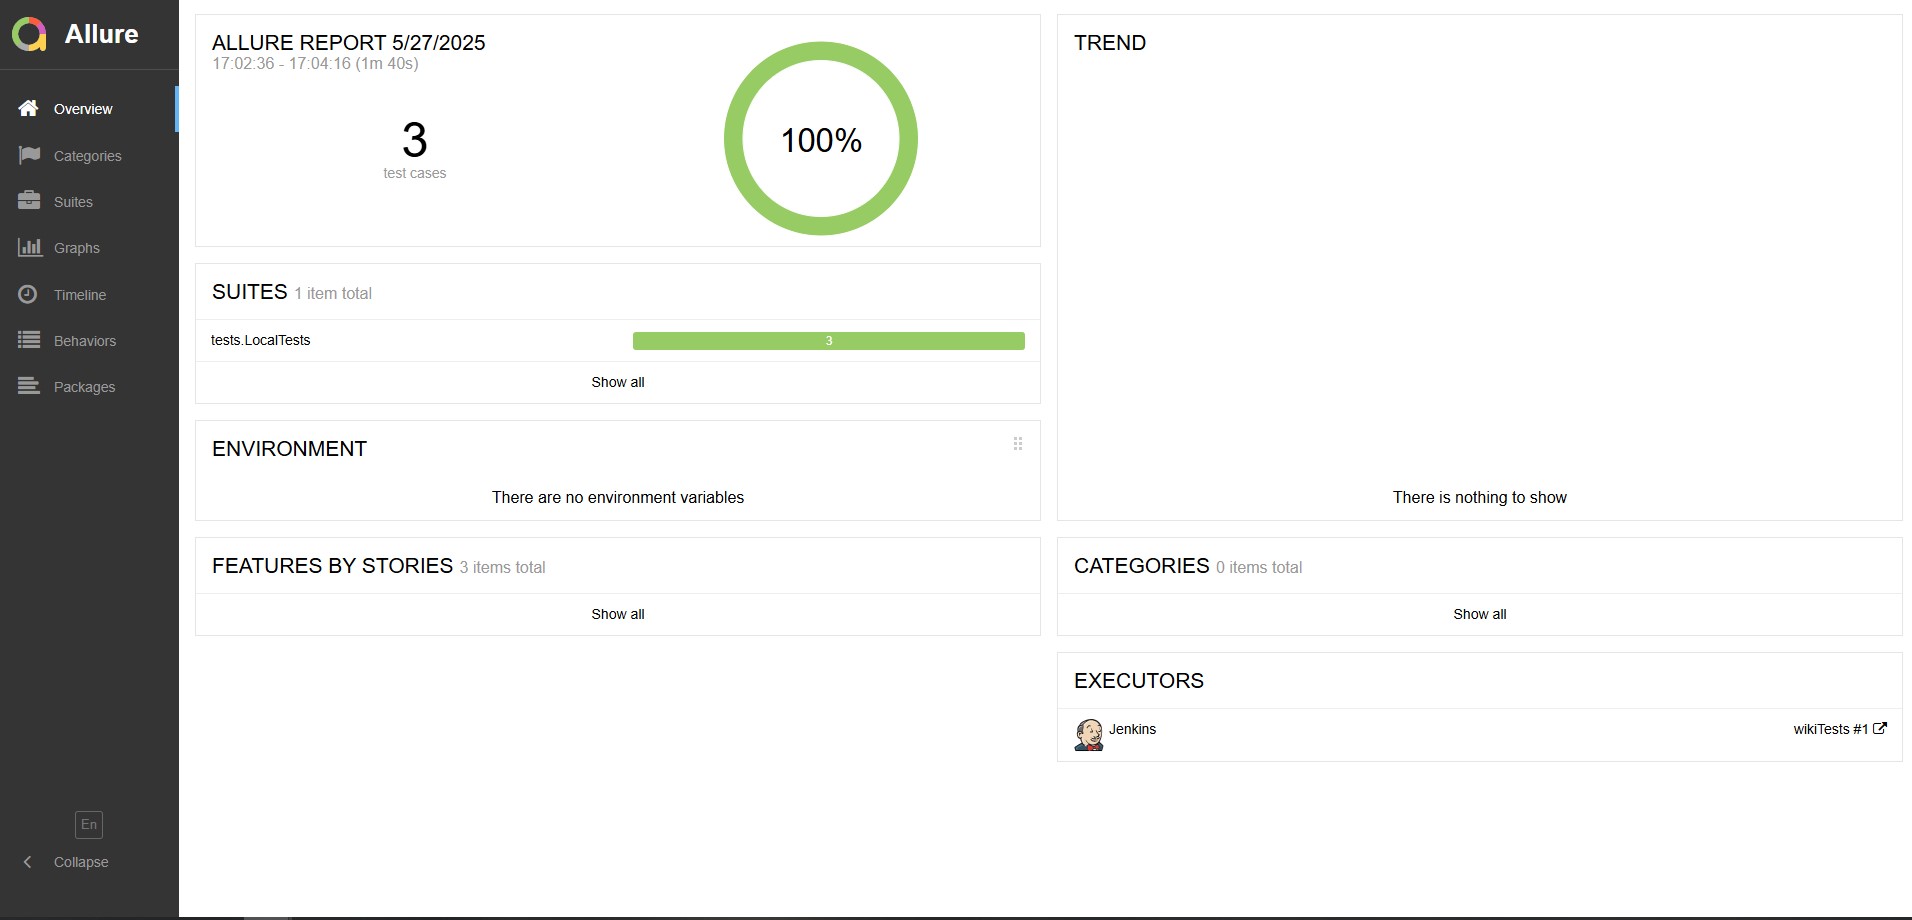 Allure
Overview
Categories
Suites
Graphs
Timeline
Behaviors
Packages
En
Collapse
ALLURE REPORT 5/27/2025
17:02:36 - 17:04:16 (1m 40s)
3
test cases
100%
SUITES 1 item total
tests.LocalTests 3
Show all
ENVIRONMENT
There are no environment variables
FEATURES BY STORIES 3 items total
Show all
TREND
There is nothing to show
CATEGORIES 0 items total
Show all
EXECUTORS
Jenkins wikiTests #1